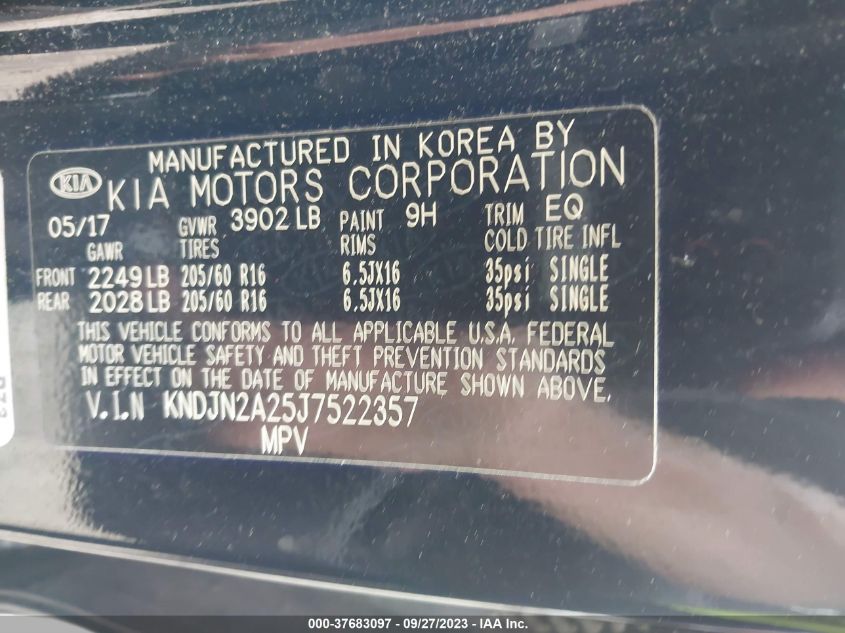 MANUFACTURED IN KOREA BY
KIA KIA MOTORS CORPORATION
05/17 GVWR 3902 LB PAINT 9H TRIM EQ
GAWR TIRES RIMS COLD TIRE INFL
FRONT 2249 LB 205/60 R16 6.5JX16 35psi SINGLE
REAR 2028 LB 205/60 R16 6.5JX16 35psi SINGLE
THIS VEHICLE CONFORMS TO ALL APPLICABLE U.S.A. FEDERAL
MOTOR VEHICLE SAFETY AND THEFT PREVENTION STANDARDS
IN EFFECT ON THE DATE OF MANUFACTURE SHOWN ABOVE.
V.I.N KNDJN2A25J7522357
MPV
000-37683097 - 09/27/2023 - IAA Inc.